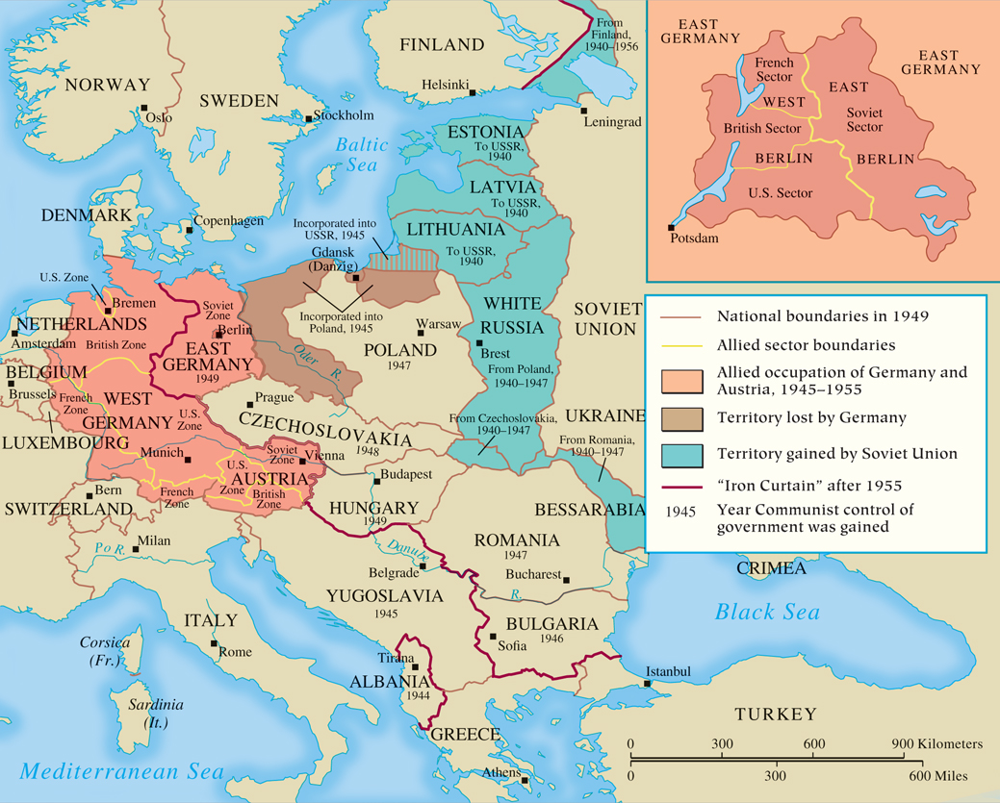 NORWAY
Oslo
SWEDEN
Stockholm
FINLAND
Helsinki
From
Finland,
1940–1956
Leningrad
Baltic
Sea
ESTONIA
To USSR,
1940
LATVIA
To USSR,
1940
LITHUANIA
To USSR,
1940
DENMARK
Copenhagen
Incorporated into
USSR, 1945
Gdansk
(Danzig)
U.S. Zone
Bremen
NETHERLANDS
Amsterdam
British Zone
Soviet
Zone
Berlin
EAST
GERMANY
1949
Incorporated into
Poland, 1945
Oder R.
Warsaw
POLAND
1947
WHITE
RUSSIA
Brest
From Poland,
1940–1947
SOVIET
UNION
BELGIUM
Brussels
French
Zone
WEST
GERMANY
U.S.
Zone
LUXEMBOURG
Munich
Prague
CZECHOSLOVAKIA
1948
From Czechoslovakia,
1940–1947
UKRAINE
From Romania,
1940–1947
Soviet
Zone
Vienna
U.S.
Zone
AUSTRIA
French
Zone
British
Zone
Bern
SWITZERLAND
Budapest
HUNGARY
1949
BESSARABIA
ROMANIA
1947
Bucharest
Milan
Po R.
Danube
R.
Belgrade
YUGOSLAVIA
1945
BULGARIA
1946
Sofia
CRIMEA
Black Sea
ITALY
Rome
Corsica
(Fr.)
Sardinia
(It.)
Tirana
ALBANIA
1944
GREECE
Athens
Istanbul
TURKEY
Mediterranean Sea
EAST
GERMANY
EAST
GERMANY
French
Sector
WEST
British Sector
BERLIN
U.S. Sector
EAST
Soviet
Sector
BERLIN
Potsdam
National boundaries in 1949
Allied sector boundaries
Allied occupation of Germany and
Austria, 1945–1955
Territory lost by Germany
Territory gained by Soviet Union
“Iron Curtain” after 1955
1945 Year Communist control of
government was gained
0 300 600 900 Kilometers
0 300 600 Miles